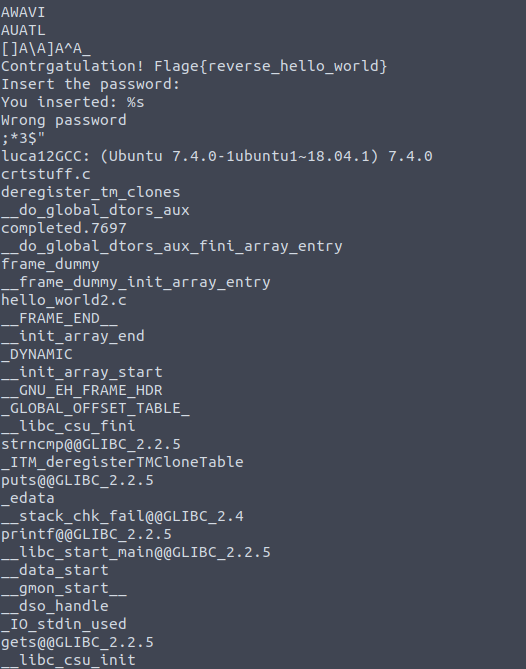 AWAVI
AUATL
[]A\A]A^A_
Contrgatulation! Flage{reverse_hello_world}
Insert the password:
You inserted: %s
Wrong password
;*3$"
luca12GCC: (Ubuntu 7.4.0-1ubuntu1~18.04.1) 7.4.0
crtstuff.c
deregister_tm_clones
__do_global_dtors_aux
completed.7697
__do_global_dtors_aux_fini_array_entry
frame_dummy
__frame_dummy_init_array_entry
hello_world2.c
__FRAME_END__
__init_array_end
_DYNAMIC
__init_array_start
__GNU_EH_FRAME_HDR
_GLOBAL_OFFSET_TABLE_
__libc_csu_fini
strncmp@@GLIBC_2.2.5
_ITM_deregisterTMCloneTable
puts@@GLIBC_2.2.5
_edata
__stack_chk_fail@@GLIBC_2.4
printf@@GLIBC_2.2.5
__libc_start_main@@GLIBC_2.2.5
__data_start
__gmon_start__
__dso_handle
_IO_stdin_used
gets@@GLIBC_2.2.5
__libc_csu_init